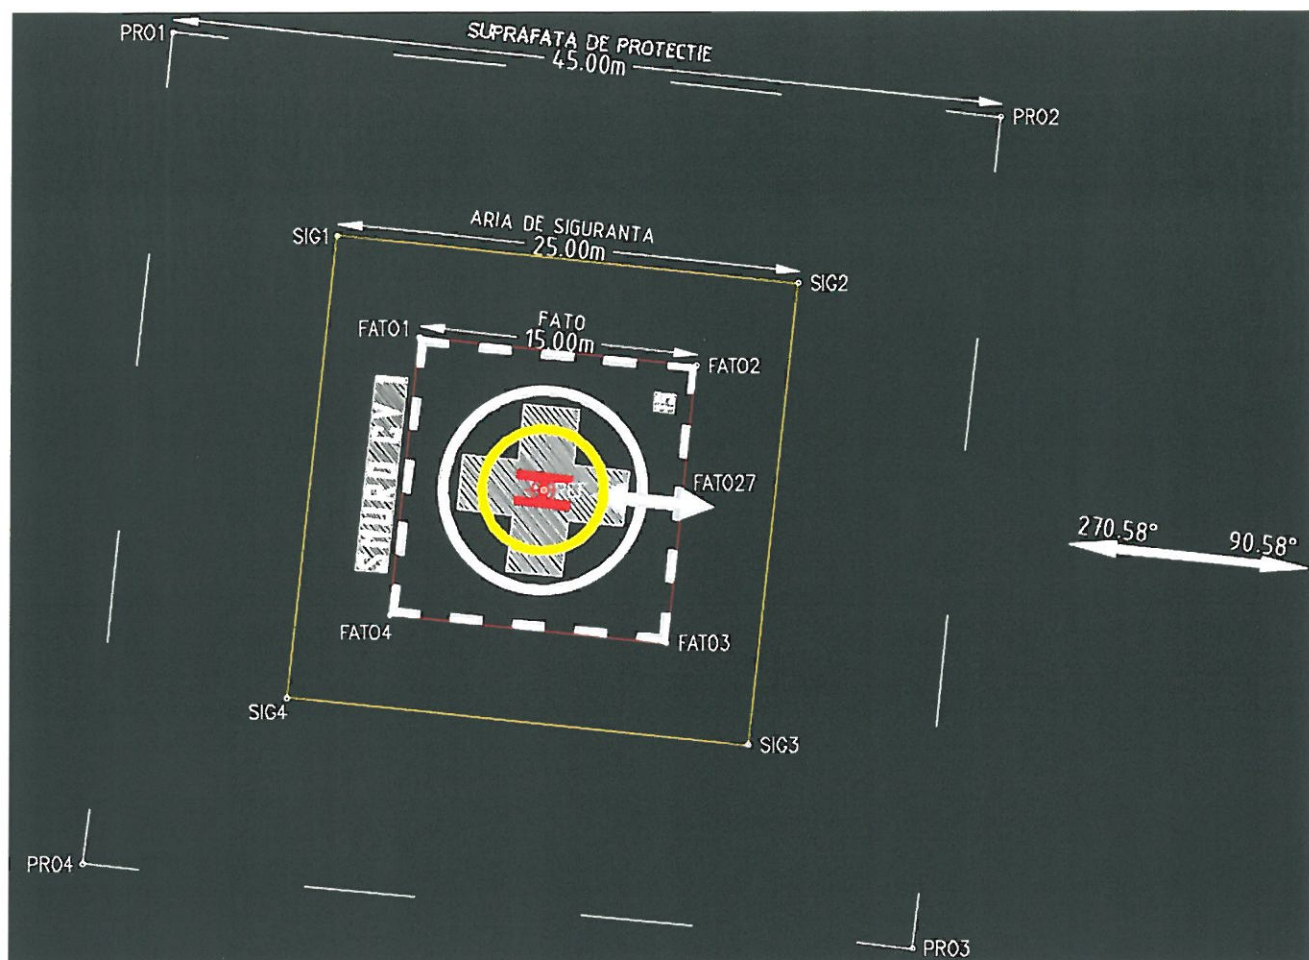 PRO1
SUPRAFATA DE PROTECTIE
45.00m
PRO2
ARIA DE SIGURANTA
25.00m
SIG1
SIG2
FATO
15.00m
FATO1
FATO2
FATO27
270.58°
90.58°
FATO4
FATO3
SIG4
SIG3
PRO4
PRO3